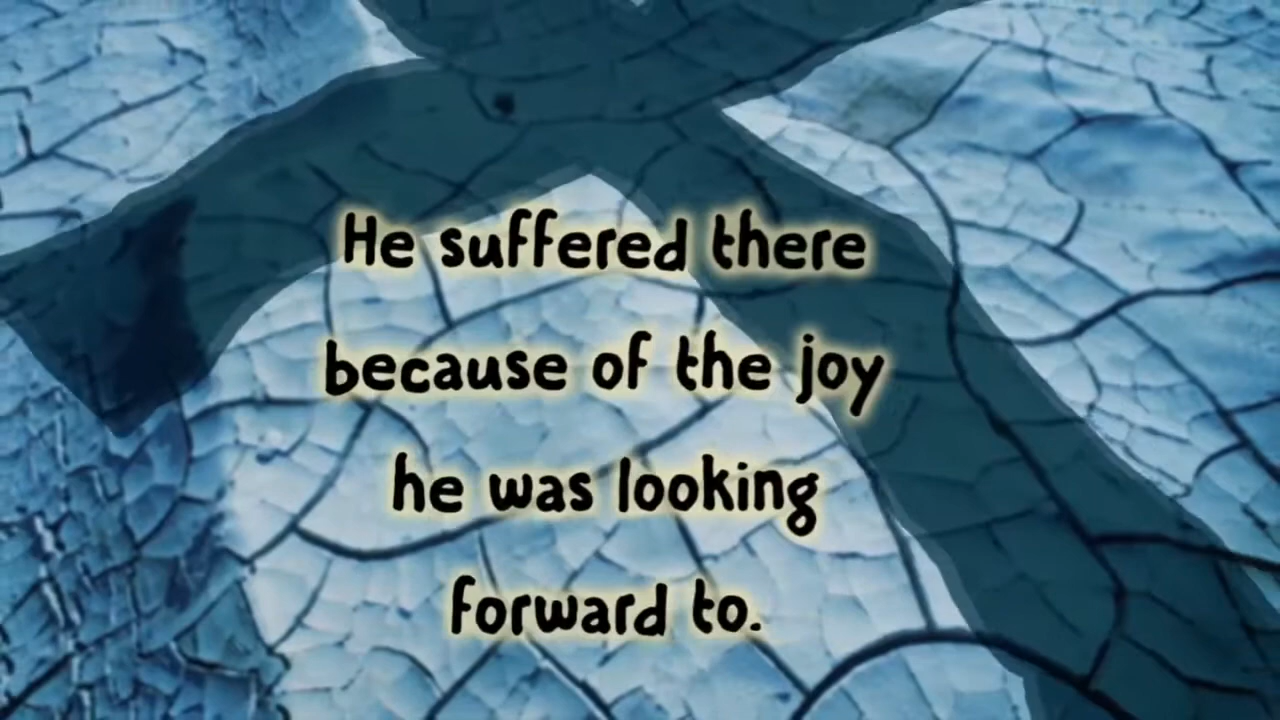 He suffered there
because of the joy
he was looking
forward to.